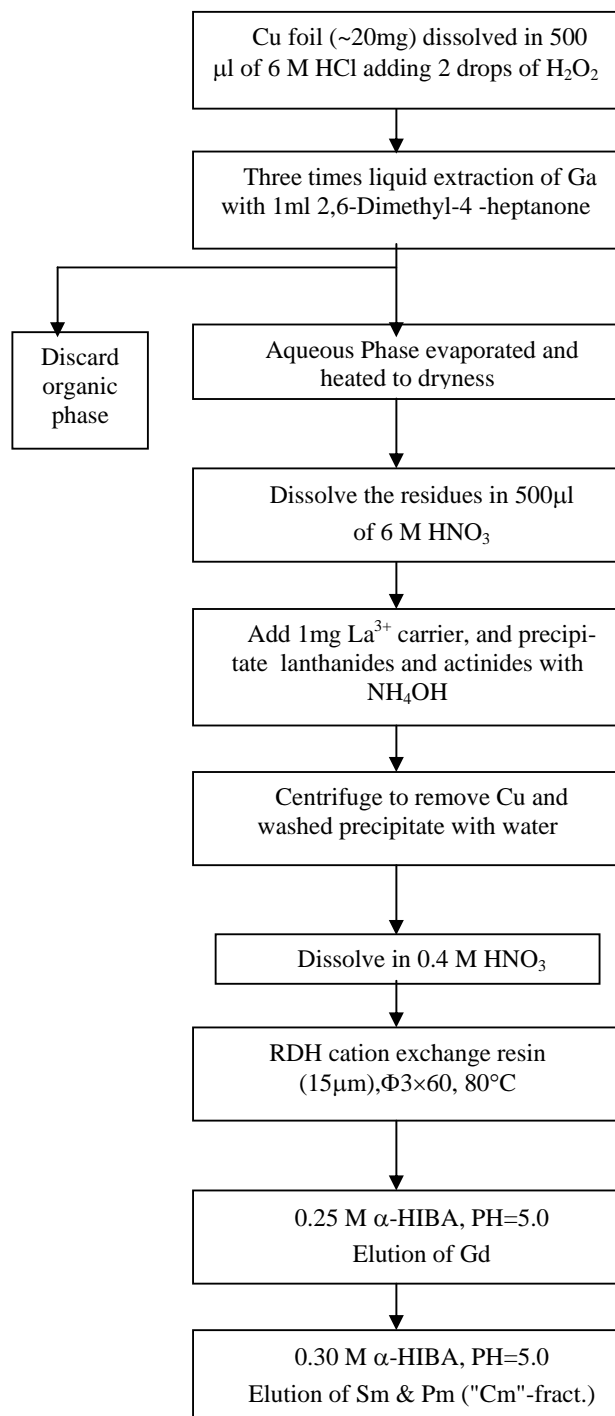 Cu foil (~20mg) dissolved in 500
µl of 6 M HCl adding 2 drops of H₂O₂
Three times liquid extraction of Ga
with 1ml 2,6-Dimethyl-4 -heptanone
Discard
organic
phase
Aqueous Phase evaporated and
heated to dryness
Dissolve the residues in 500µl
of 6 M HNO₃
Add 1mg La³⁺ carrier, and precipi-
tate lanthanides and actinides with
NH₄OH
Centrifuge to remove Cu and
washed precipitate with water
Dissolve in 0.4 M HNO₃
RDH cation exchange resin
(15µm),Φ3×60, 80°C
0.25 M α-HIBA, PH=5.0
Elution of Gd
0.30 M α-HIBA, PH=5.0
Elution of Sm & Pm ("Cm"-fract.)